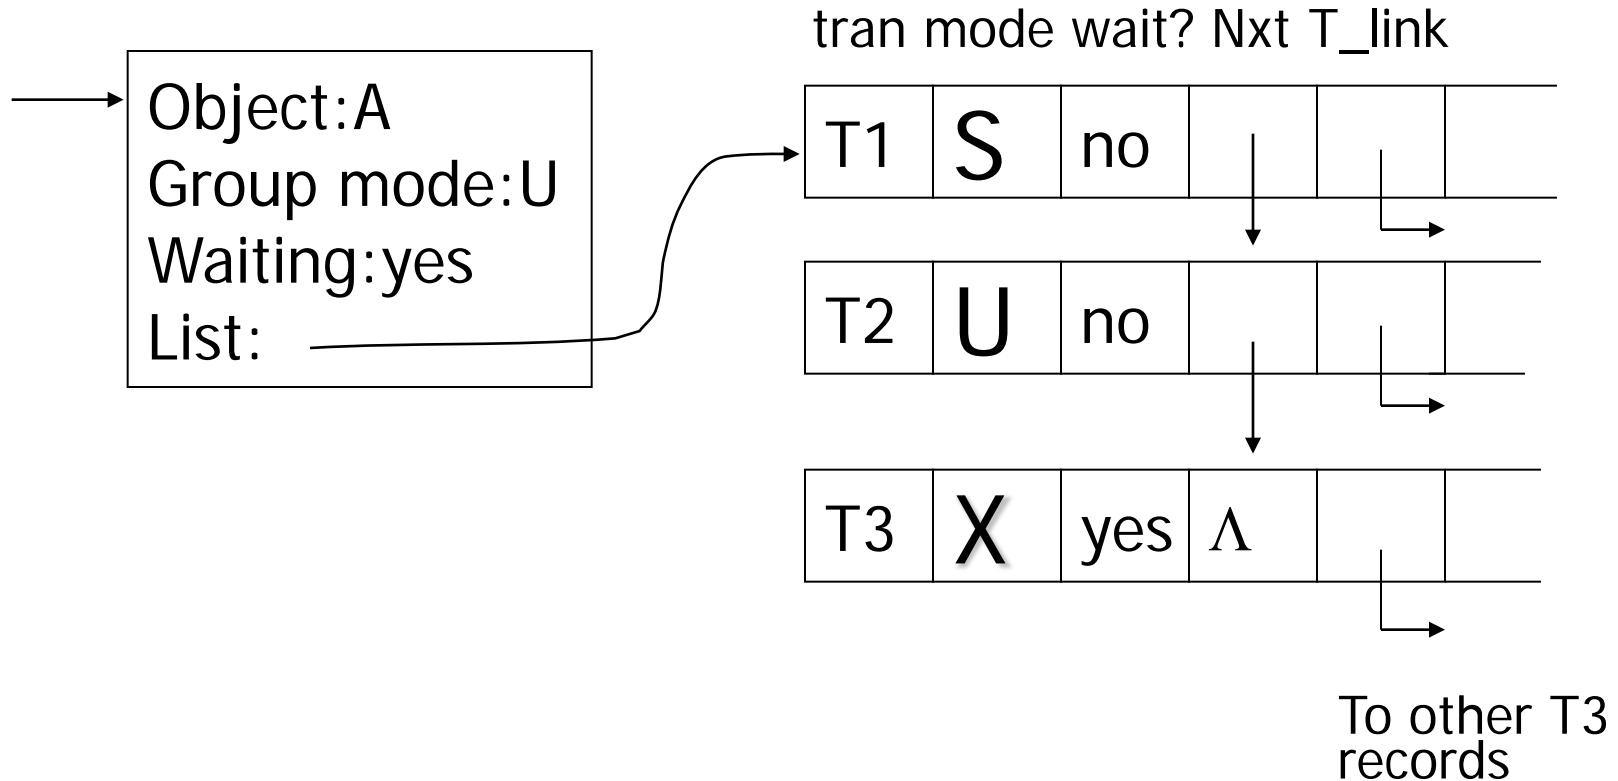 tran mode wait? Nxt T_link
Object:A
Group mode:U
Waiting:yes
List:
T1 S no
T2 U no
T3 X yes Λ
To other T3
records